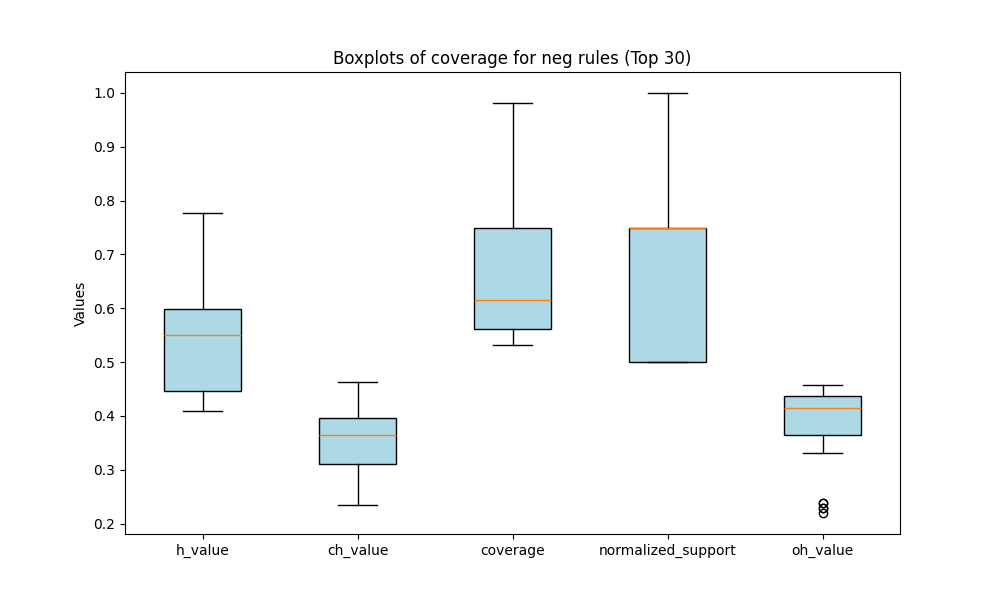 Boxplots of coverage for neg rules (Top 30)
1.0
0.9
0.8
0.7
0.6
0.5
0.4
0.3
0.2
Values
h_value
ch_value
coverage
normalized_support
oh_value